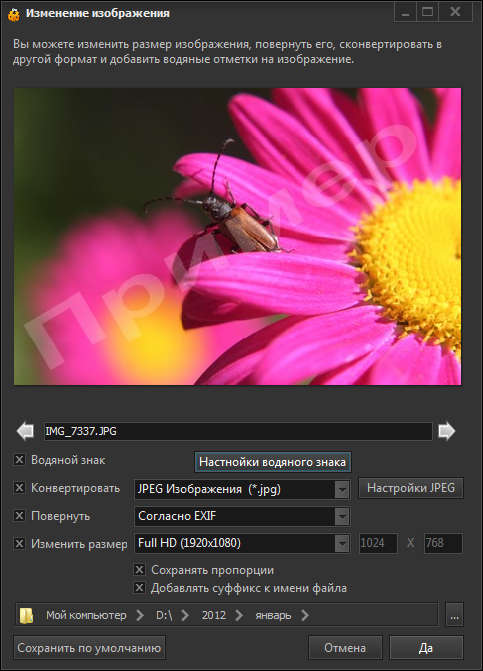 Изменение изображения
Вы можете изменить размер изображения, повернуть его, сконвертировать в
другой формат и добавить водяные отметки на изображение.
Пример
IMG_7337.JPG
Водяной знак
Настнойки водяного знака
Конвертировать
JPEG Изображения (*.jpg)
Настройки JPEG
Повернуть
Согласно EXIF
Изменить размер
Full HD (1920x1080)
1024
X
768
Сохранять пропорции
Добавлять суффикс к имени файла
Мой компьютер
D:\
2012
январь
...
Сохранить по умолчанию
Отмена
Да